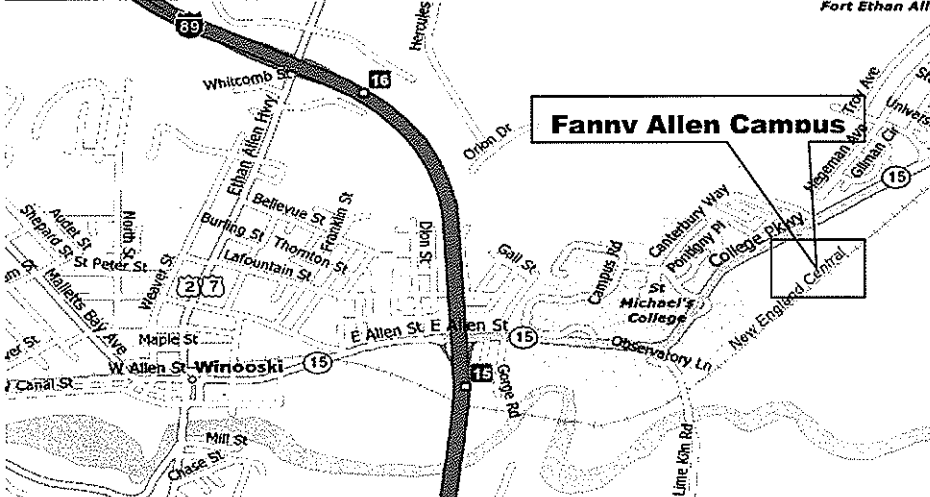 Fort Ethan All
89
Hercules
Whitcomb St
16
Troy Ave
Univers
Fanny Allen Campus
Orion Dr
Hegeman Ave
Gilman Cir
15
Ethan Allen Hwy
Bellevue St
Franklin St
Canterbury Way
Pontigny Pl
College Pkwy
Audet St
Shepard St
North St
Burling St
Thornton St
Dion St
Gail St
Campus Rd
St Peter St
Lafountain St
Weaver St
2 7
St
Michael's
College
New England Central
Malletts Bay Ave
Maple St
E Allen St E Allen St
15
Observatory Ln
W Allen St
Winooski
15
15
Canal St
Gorge Rd
Mill St
Chase St
Lime Kiln Rd